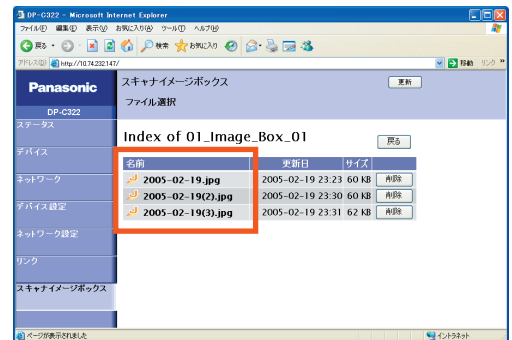 DP-C322 - Microsoft Internet Explorer
ファイル(F) 編集(E) 表示(V) お気に入り(A) ツール(T) ヘルプ(H)
戻る 検索 お気に入り
アドレス(D) http://10.74.232.147/ 移動 リンク »
Panasonic
DP-C322
スキャナイメージボックス 更新
ファイル選択
ステータス
デバイス
ネットワーク
デバイス設定
ネットワーク設定
リンク
スキャナイメージボックス
Index of 01_Image_Box_01 戻る
名前 更新日 サイズ
2005-02-19.jpg 2005-02-19 23:23 60 KB 削除
2005-02-19(2).jpg 2005-02-19 23:30 60 KB 削除
2005-02-19(3).jpg 2005-02-19 23:31 62 KB 削除
ページが表示されました イントラネット